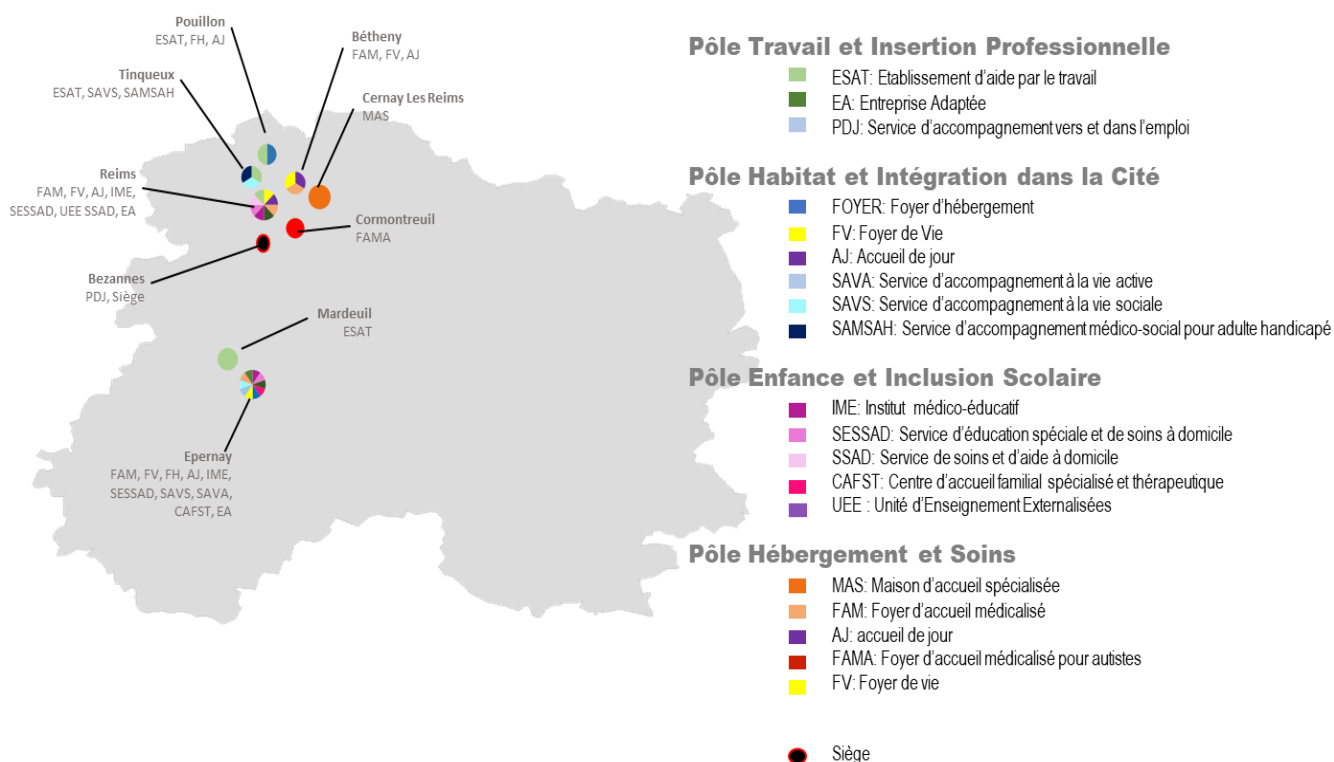 Pouillon
ESAT, FH, AJ
Bétheny
FAM, FV, AJ
Tinqueux
ESAT, SAVS, SAMSAH
Cernay Les Reims
MAS
Reims
FAM, FV, AJ, IME,
SESSAD, UEE SSAD, EA
Cormontreuil
FAMA
Bezannes
PDJ, Siège
Mardeuil
ESAT
Epernay
FAM, FV, FH, AJ, IME,
SESSAD, SAVS, SAVA,
CAFST, EA
Pôle Travail et Insertion Professionnelle
ESAT: Etablissement d'aide par le travail
EA: Entreprise Adaptée
PDJ: Service d'accompagnement vers et dans l'emploi
Pôle Habitat et Intégration dans la Cité
FOYER: Foyer d'hébergement
FV: Foyer de Vie
AJ: Accueil de jour
SAVA: Service d'accompagnement à la vie active
SAVS: Service d'accompagnement à la vie sociale
SAMSAH: Service d'accompagnement médico-social pour adulte handicapé
Pôle Enfance et Inclusion Scolaire
IME: Institut médico-éducatif
SESSAD: Service d'éducation spéciale et de soins à domicile
SSAD: Service de soins et d'aide à domicile
CAFST: Centre d'accueil familial spécialisé et thérapeutique
UEE : Unité d'Enseignement Externalisées
Pôle Hébergement et Soins
MAS: Maison d'accueil spécialisée
FAM: Foyer d'accueil médicalisé
AJ: accueil de jour
FAMA: Foyer d'accueil médicalisé pour autistes
FV: Foyer de vie
Siège